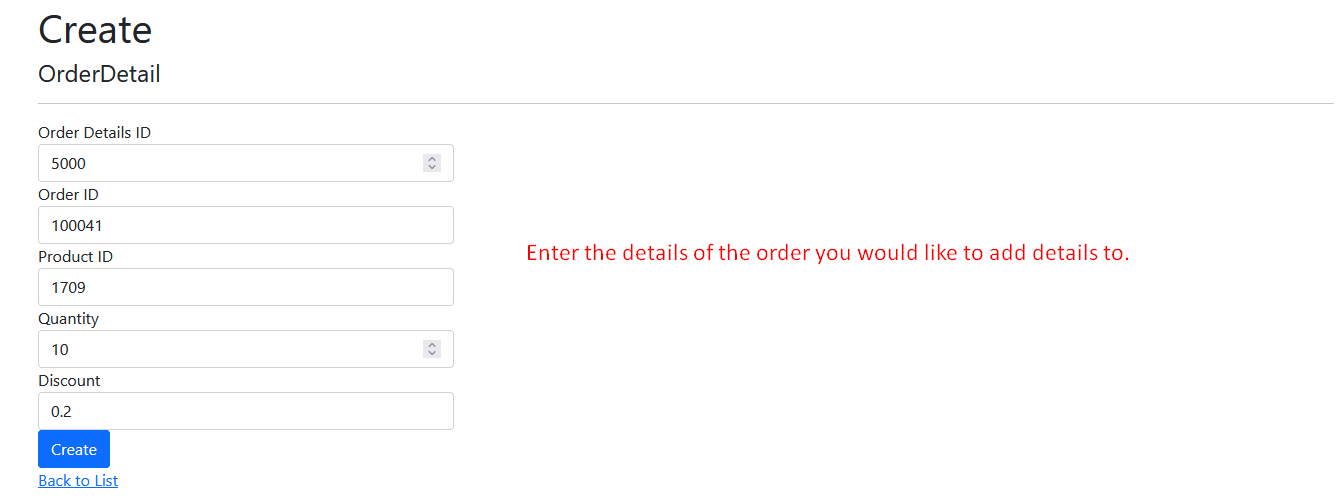 Create
OrderDetail
Order Details ID
5000
Order ID
100041
Product ID
1709
Quantity
10
Discount
0.2
Create
Back to List
Enter the details of the order you would like to add details to.